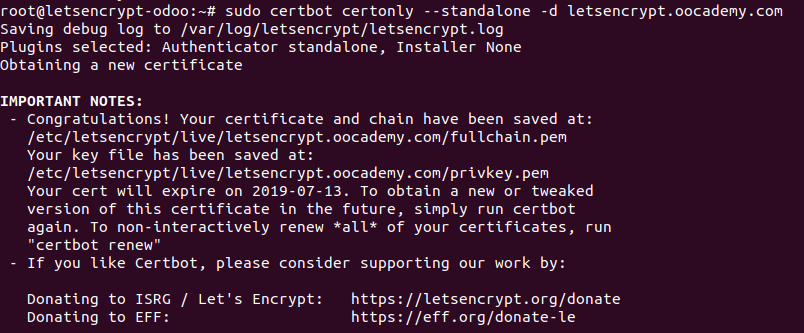 root@letsencrypt-odoo:~# sudo certbot certonly --standalone -d letsencrypt.oocademy.com
Saving debug log to /var/log/letsencrypt/letsencrypt.log
Plugins selected: Authenticator standalone, Installer None
Obtaining a new certificate
IMPORTANT NOTES:
- Congratulations! Your certificate and chain have been saved at:
/etc/letsencrypt/live/letsencrypt.oocademy.com/fullchain.pem
Your key file has been saved at:
/etc/letsencrypt/live/letsencrypt.oocademy.com/privkey.pem
Your cert will expire on 2019-07-13. To obtain a new or tweaked
version of this certificate in the future, simply run certbot
again. To non-interactively renew *all* of your certificates, run
"certbot renew"
- If you like Certbot, please consider supporting our work by:
Donating to ISRG / Let's Encrypt:   https://letsencrypt.org/donate
Donating to EFF:                    https://eff.org/donate-le